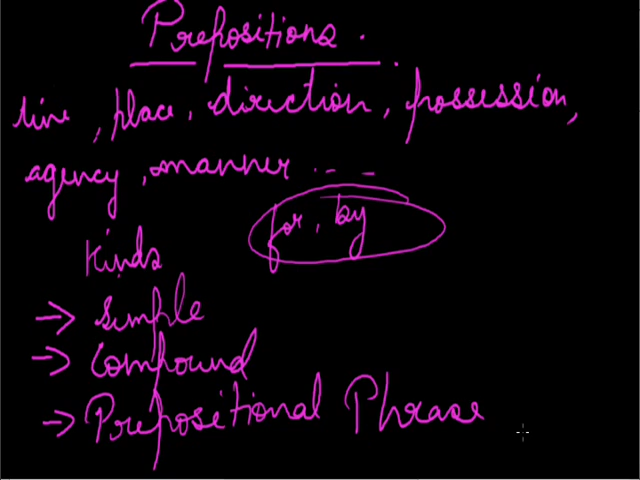 Prepositions.
time, place, direction, possession,
agency, manner ...
for, by
Kinds
→ Simple
→ Compound
→ Prepositional Phrase